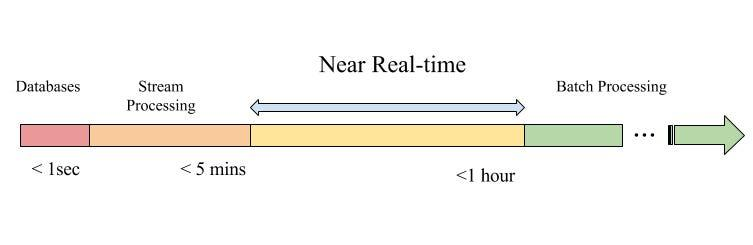 Near Real-time
Databases
Stream
Processing
Batch Processing
...
< 1sec
< 5 mins
<1 hour